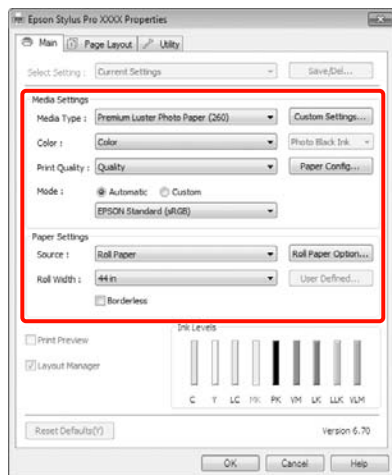 Epson Stylus Pro XXXX Properties
Main Page Layout Utility
Select Setting : Current Settings Save/Del...
Media Settings
Media Type : Premium Luster Photo Paper (260) Custom Settings...
Color : Color Photo Black Ink
Print Quality : Quality Paper Config...
Mode : Automatic Custom
EPSON Standard (sRGB)
Paper Settings
Source : Roll Paper Roll Paper Option...
Roll Width : 44 in User Defined...
Borderless
Print Preview
Layout Manager
Ink Levels
C Y LC MK PK VM LK LLK VLM
Reset Defaults(Y) Version 6.70
OK Cancel Help